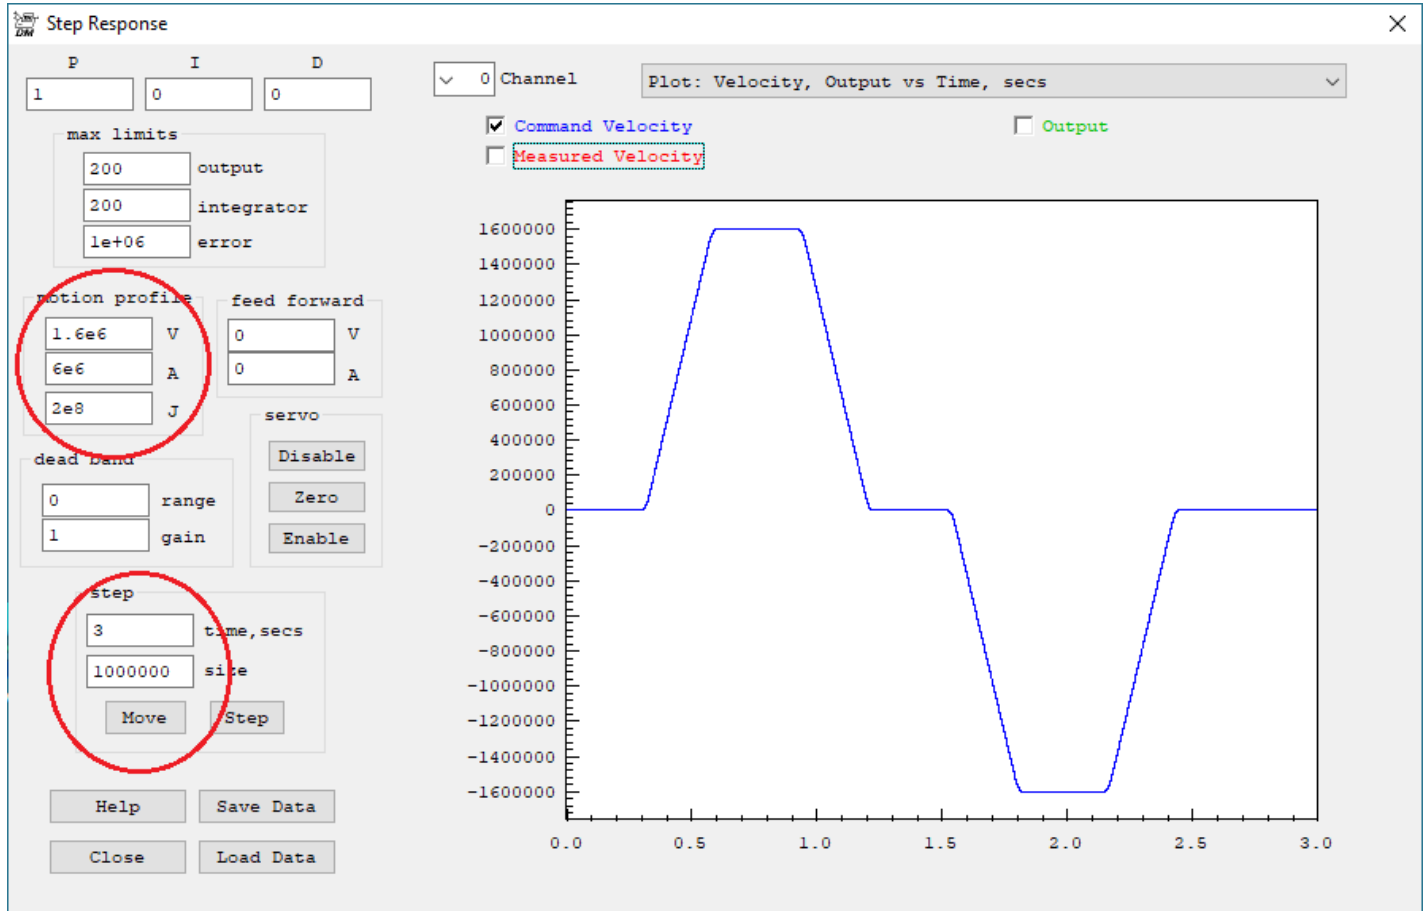 Step Response
P I D
1 0 0
0 Channel
Plot: Velocity, Output vs Time, secs
Command Velocity
Output
Measured Velocity
max limits
200 output
200 integrator
1e+06 error
motion profile
1.6e6 V
6e6 A
2e8 J
feed forward
0 V
0 A
servo
Disable
Zero
Enable
dead band
0 range
1 gain
step
3 time,secs
1000000 size
Move Step
Help Save Data
Close Load Data
1600000
1400000
1200000
1000000
800000
600000
400000
200000
0
-200000
-400000
-600000
-800000
-1000000
-1200000
-1400000
-1600000
0.0 0.5 1.0 1.5 2.0 2.5 3.0